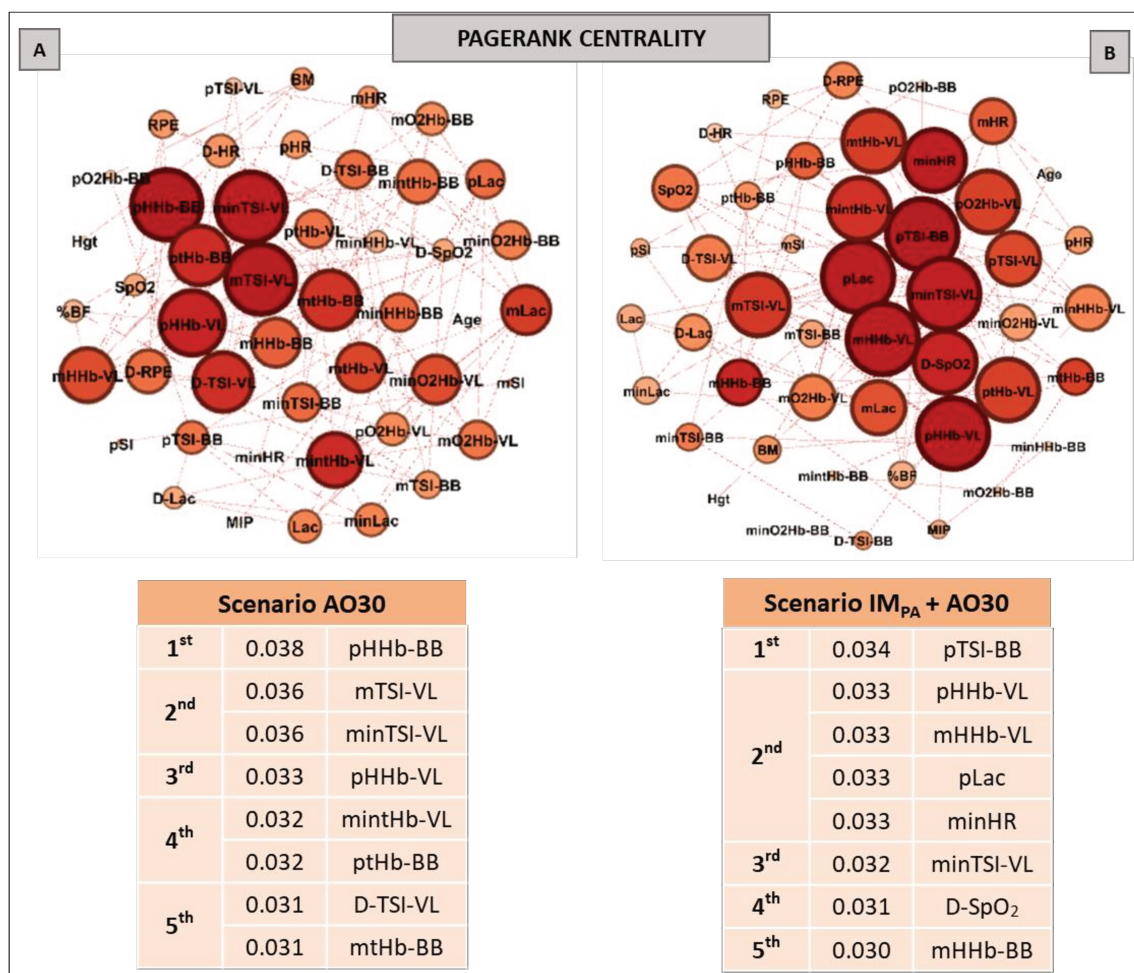 PAGERANK CENTRALITY
A
B
pTSI-VL
BM
mHR
mO2Hb-BB
RPE
D-HR
pHR
D-TSI-BB
mintHb-BB
pLac
pO2Hb-BB
pHHb-BB
minTSI-VL
Hgt
ptHb-BB
ptHb-VL
minHHb-VL
D-SpO2
minO2Hb-BB
mTSI-VL
SpO2
%BF
mtHb-BB
minHHb-BB
Age
mLac
pHHb-VL
mHHb-BB
mHHb-VL
D-RPE
D-TSI-VL
mtHb-VL
minO2Hb-VL
mSI
minTSI-BB
pSI
pTSI-BB
pO2Hb-VL
mO2Hb-VL
minHR
mintHb-VL
mTSI-BB
D-Lac
MIP
Lac
minLac
D-RPE
pO2Hb-BB
RPE
D-HR
mtHb-VL
minHR
mHR
pHHb-BB
Age
SpO2
ptHb-BB
mintHb-VL
pO2Hb-VL
pSI
mSI
pTSI-BB
pHR
D-TSI-VL
pTSI-VL
pLac
minTSI-VL
mTSI-VL
minO2Hb-VL
minHHb-VL
Lac
D-Lac
mTSI-BB
mHHb-VL
D-SpO2
mHHb-BB
mtHb-BB
minLac
mO2Hb-VL
mLac
ptHb-VL
minTSI-BB
BM
pHHb-VL
minHHb-BB
mintHb-BB
%BF
mO2Hb-BB
Hgt
minO2Hb-BB
D-TSI-BB
MIP
Scenario AO30
1st 0.038 pHHb-BB
2nd 0.036 mTSI-VL
0.036 minTSI-VL
3rd 0.033 pHHb-VL
4th 0.032 mintHb-VL
0.032 ptHb-BB
5th 0.031 D-TSI-VL
0.031 mtHb-BB
Scenario IMPA + AO30
1st 0.034 pTSI-BB
2nd 0.033 pHHb-VL
0.033 mHHb-VL
0.033 pLac
0.033 minHR
3rd 0.032 minTSI-VL
4th 0.031 D-SpO2
5th 0.030 mHHb-BB